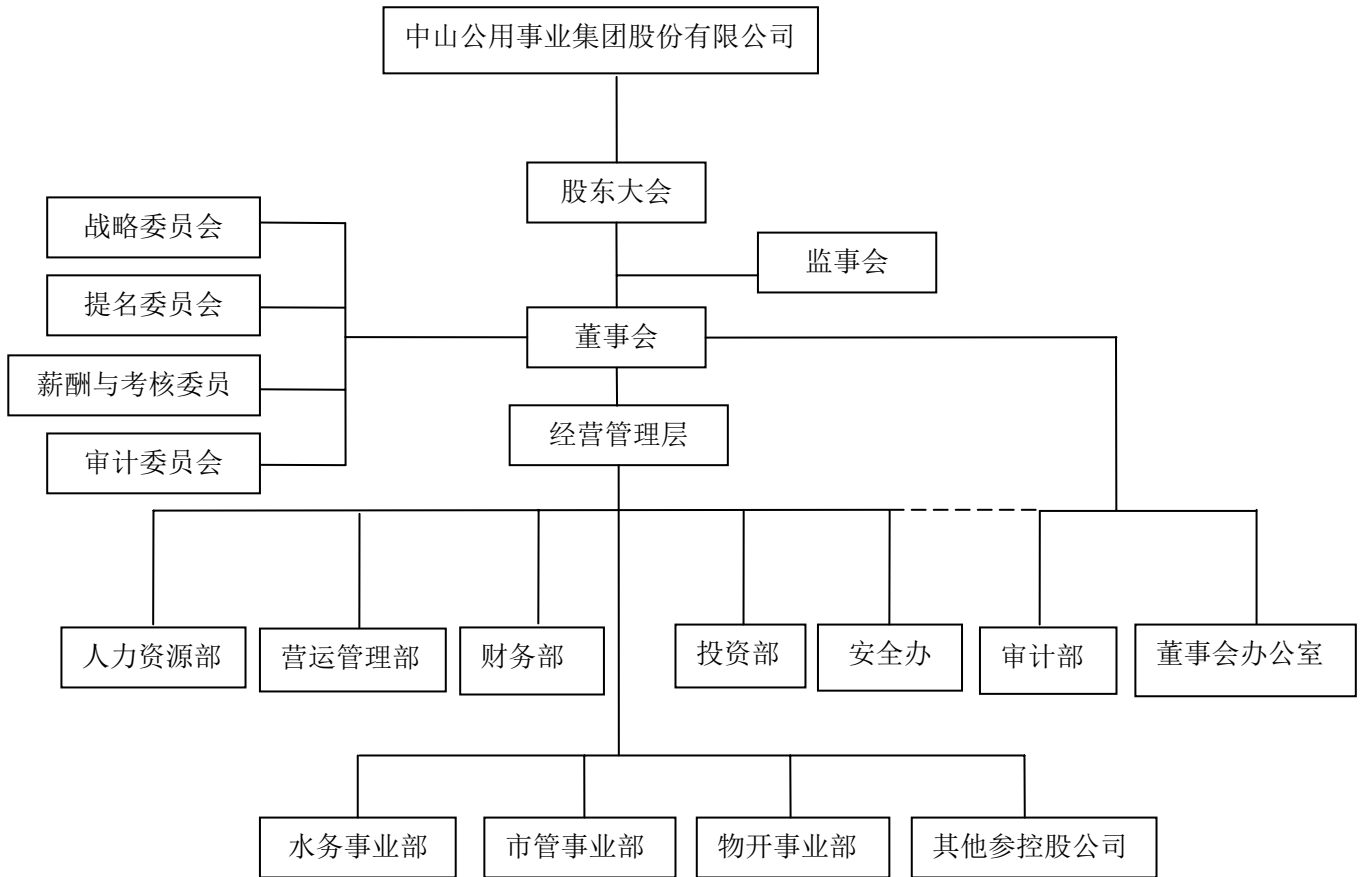 中山公用事业集团股份有限公司
股东大会
战略委员会
监事会
提名委员会
董事会
薪酬与考核委员
经营管理层
审计委员会
人力资源部
营运管理部
财务部
投资部
安全办
审计部
董事会办公室
水务事业部
市管事业部
物开事业部
其他参控股公司